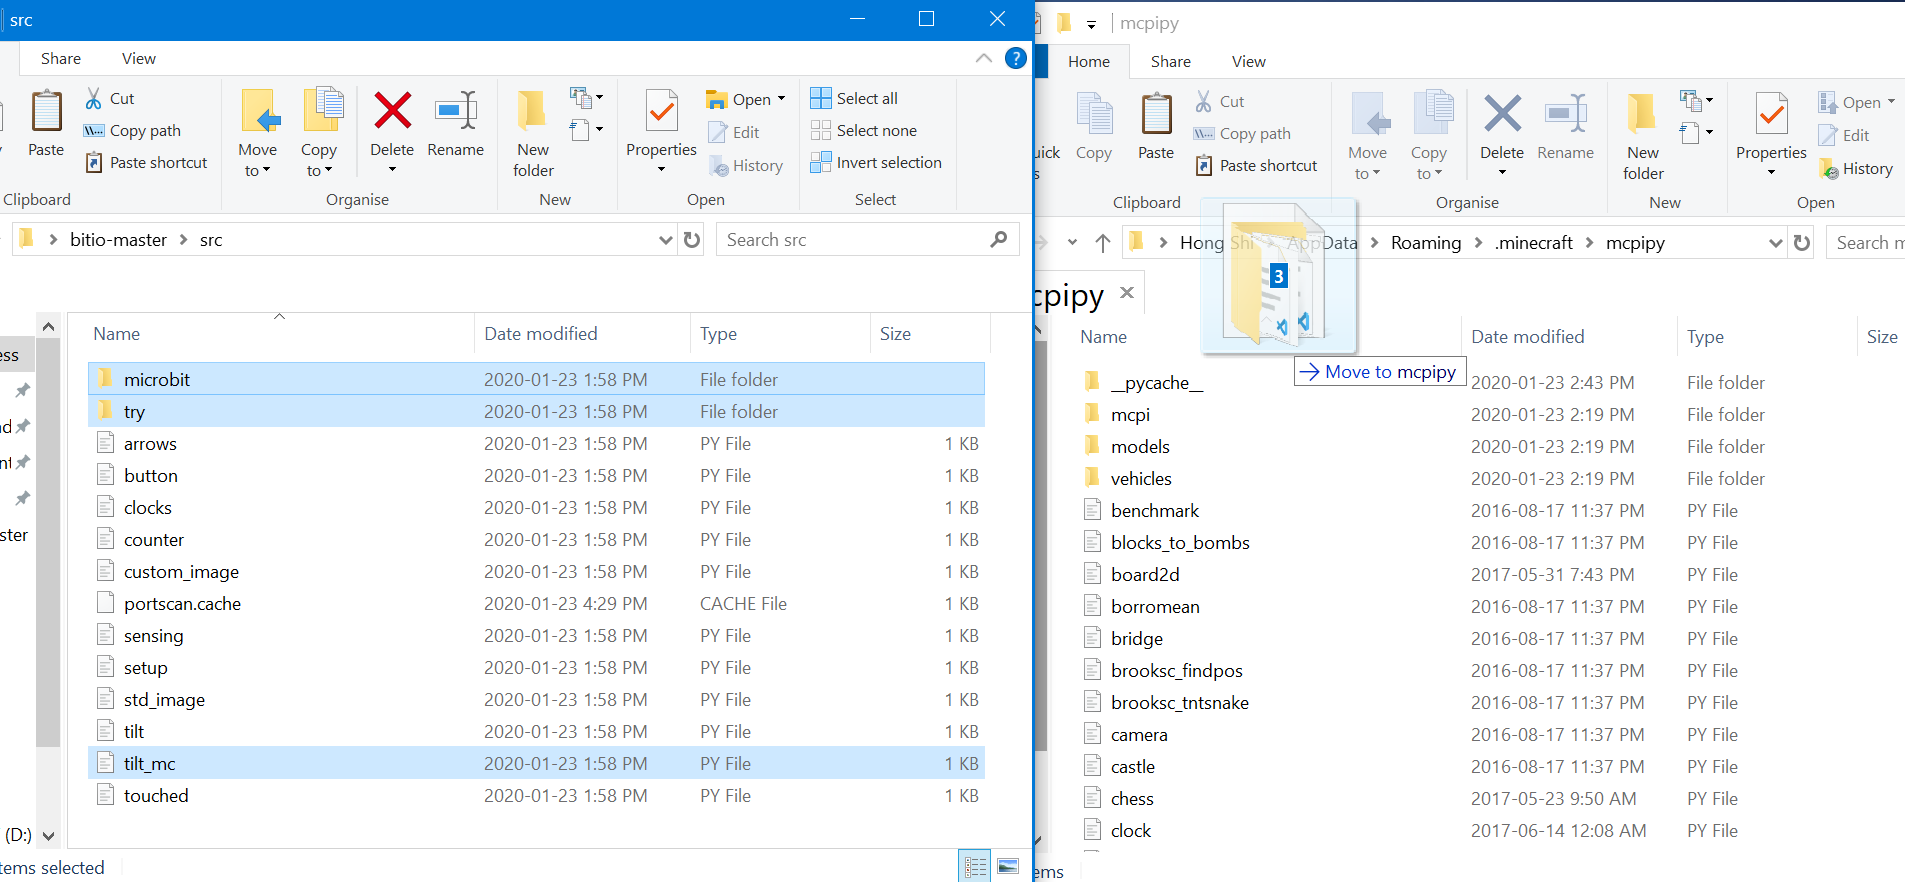 src
Share View
Paste
Cut
Copy path
Paste shortcut
Clipboard
Move to
Copy to
Delete
Rename
Organise
New folder
New
Properties
Open
Edit
History
Open
Select all
Select none
Invert selection
Select
bitio-master src
Search src
Name Date modified Type Size
microbit 2020-01-23 1:58 PM File folder
try 2020-01-23 1:58 PM File folder
arrows 2020-01-23 1:58 PM PY File 1 KB
button 2020-01-23 1:58 PM PY File 1 KB
clocks 2020-01-23 1:58 PM PY File 1 KB
counter 2020-01-23 1:58 PM PY File 1 KB
custom_image 2020-01-23 1:58 PM PY File 1 KB
portscan.cache 2020-01-23 4:29 PM CACHE File 1 KB
sensing 2020-01-23 1:58 PM PY File 1 KB
setup 2020-01-23 1:58 PM PY File 1 KB
std_image 2020-01-23 1:58 PM PY File 1 KB
tilt 2020-01-23 1:58 PM PY File 1 KB
tilt_mc 2020-01-23 1:58 PM PY File 1 KB
touched 2020-01-23 1:58 PM PY File 1 KB
ess
nd
nt
ster
(D:)
tems selected
mcpipy
Home Share View
uick
s
Copy
Paste
Cut
Copy path
Paste shortcut
Clipboard
Move to
Copy to
Delete
Rename
Organise
New folder
New
Properties
Open
Edit
History
Open
Hong Shi AppData Roaming .minecraft mcpipy
Search m
cpipy
3
Move to mcpipy
Name Date modified Type Size
__pycache__ 2020-01-23 2:43 PM File folder
mcpi 2020-01-23 2:19 PM File folder
models 2020-01-23 2:19 PM File folder
vehicles 2020-01-23 2:19 PM File folder
benchmark 2016-08-17 11:37 PM PY File
blocks_to_bombs 2016-08-17 11:37 PM PY File
board2d 2017-05-31 7:43 PM PY File
borromean 2016-08-17 11:37 PM PY File
bridge 2016-08-17 11:37 PM PY File
brooksc_findpos 2016-08-17 11:37 PM PY File
brooksc_tntsnake 2016-08-17 11:37 PM PY File
camera 2016-08-17 11:37 PM PY File
castle 2016-08-17 11:37 PM PY File
chess 2017-05-23 9:50 AM PY File
clock 2017-06-14 12:08 AM PY File
ems